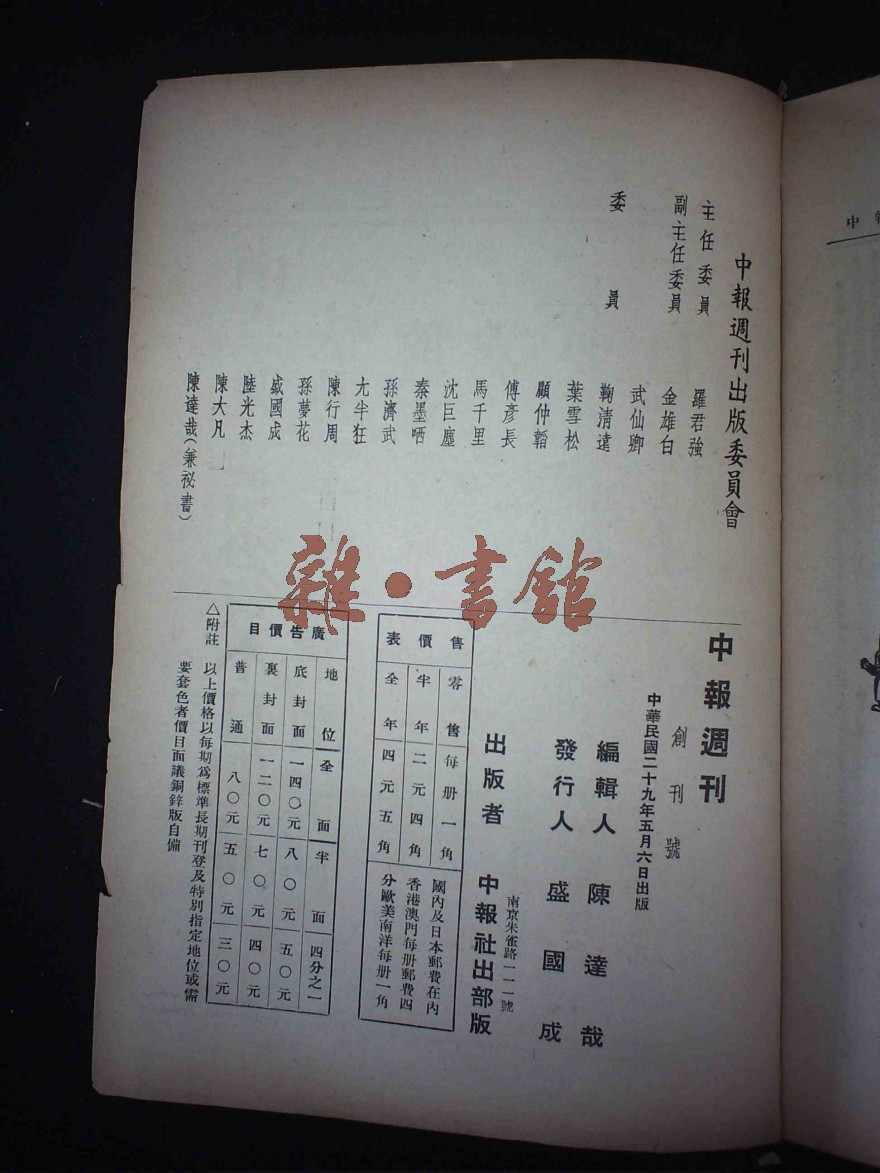 中報週刊出版委員會
主任委員 羅君強
副主任委員 金雄白
委員 武仙卿
鞠清遠
葉雪松
顧仲韜
傅彥長
馬千里
沈巨塵
秦墨哂
孫濟武
尤半狂
陳行周
孫夢花
盛國成
陸光杰
陳大凡
陳達哉(兼祕書)
中報週刊
創刊號
中華民國二十九年五月六日出版
編輯人 陳達哉
發行人 盛國成
南京朱雀路一一一號
出版者 中報社出部版
售價表
零售 每册一角
半年 二元四角
全年 四元五角
國內及日本郵費在內
香港澳門每册郵費四
分歐美南洋每册一角
廣告價目
地位 全面 半面 四分之一
底封面 一四〇元 八〇元 五〇元
裏封面 一二〇元 七〇元 四〇元
普通 八〇元 五〇元 三〇元
△附註 以上價格以每期爲標準長期刊登及特別指定地位或需
要套色者價目面議銅鋅版自備
雜·書館
中報